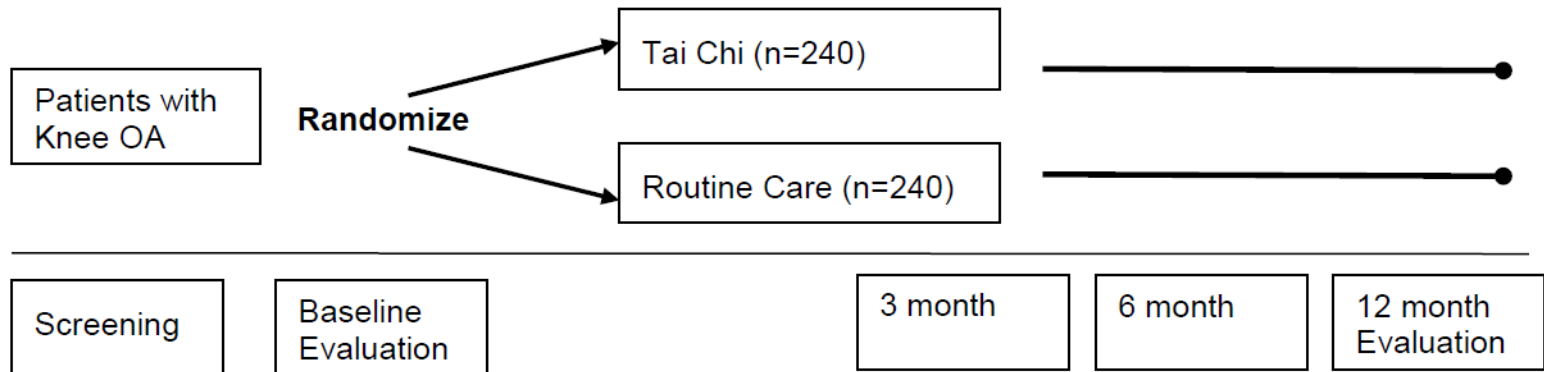 Tai Chi (n=240)
Patients with
Knee OA
Randomize
Routine Care (n=240)
Screening
Baseline
Evaluation
3 month
6 month
12 month
Evaluation